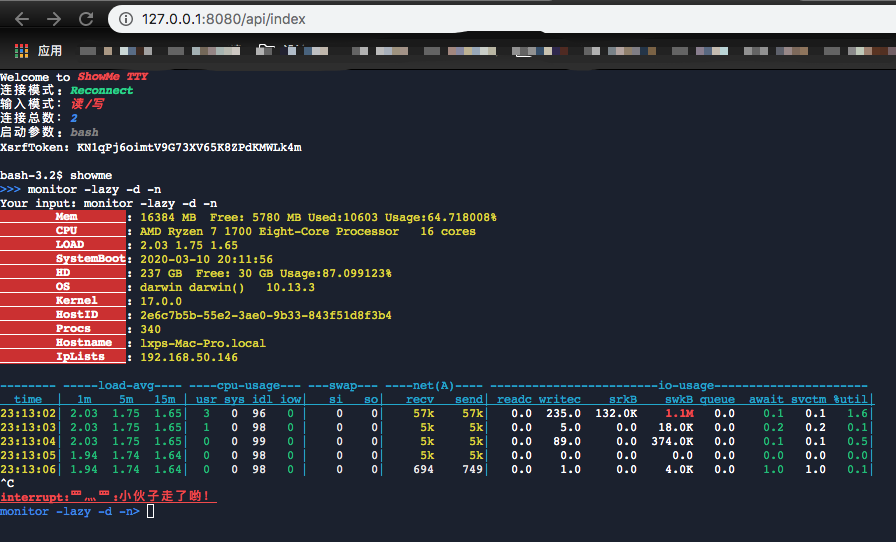 127.0.0.1:8080/api/index
应用
Welcome to ShowMe TTY
连接模式: Reconnect
输入模式: 读/写
连接总数: 2
启动参数: bash
XsrfToken: KN1qPj6oimtV9G73XV65K8ZPdKMWLk4m
bash-3.2$ showme
>>> monitor -lazy -d -n
Your input: monitor -lazy -d -n
Mem : 16384 MB  Free: 5780 MB Used:10603 Usage:64.718008%
CPU : AMD Ryzen 7 1700 Eight-Core Processor   16 cores
LOAD : 2.03 1.75 1.65
SystemBoot: 2020-03-10 20:11:56
HD : 237 GB  Free: 30 GB Usage:87.099123%
OS : darwin darwin()   10.13.3
Kernel : 17.0.0
HostID : 2e6c7b5b-55e2-3ae0-9b33-843f51d8f3b4
Procs : 340
Hostname : lxps-Mac-Pro.local
IpLists : 192.168.50.146
-------- -----load-avg---- ----cpu-usage--- ---swap--- ----net(A)---- ------------------------io-usage----------------------
time | 1m 5m 15m | usr sys idl iow| si so| recv send| readc writec srkB swkB queue await svctm %util|
23:13:02| 2.03 1.75 1.65| 3 0 96 0 | 0 0| 57k 57k| 0.0 235.0 132.0K 1.1M 0.0 0.1 0.1 1.6|
23:13:03| 2.03 1.75 1.65| 1 0 98 0 | 0 0| 5k 5k| 0.0 5.0 0.0 18.0K 0.0 0.2 0.2 0.1|
23:13:04| 2.03 1.75 1.65| 0 0 99 0 | 0 0| 5k 5k| 0.0 89.0 0.0 374.0K 0.0 0.1 0.1 0.5|
23:13:05| 1.94 1.74 1.64| 0 0 98 0 | 0 0| 5k 5k| 0.0 0.0 0.0 0.0 0.0 0.0 0.0 0.0|
23:13:06| 1.94 1.74 1.64| 0 0 98 0 | 0 0| 694 749| 0.0 1.0 0.0 4.0K 0.0 1.0 1.0 0.1|
^C
interrupt:罒灬罒:小伙子走了哟!
monitor -lazy -d -n>